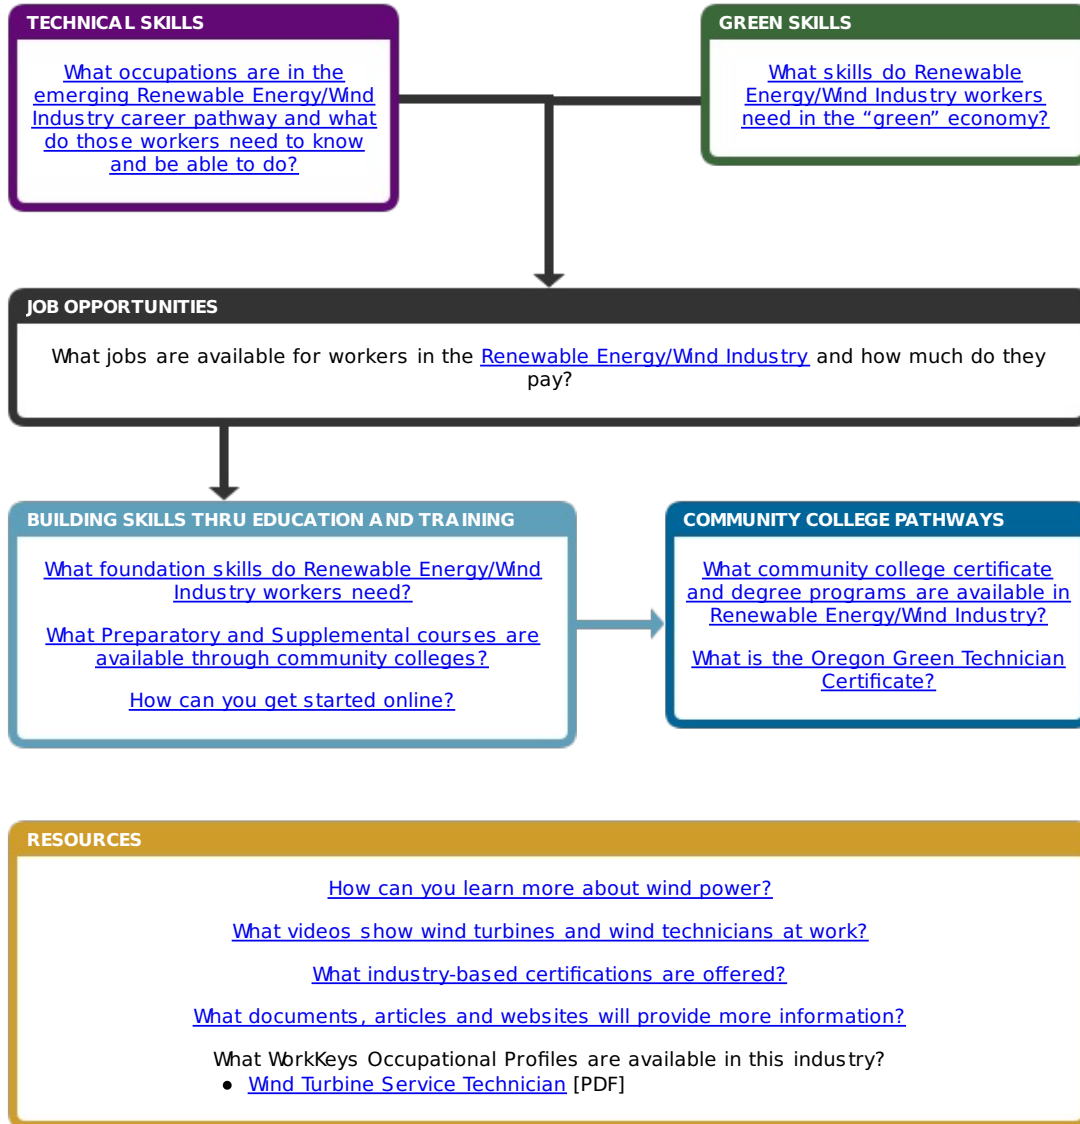 TECHNICAL SKILLS
What occupations are in the
emerging Renewable Energy/Wind
Industry career pathway and what
do those workers need to know
and be able to do?
GREEN SKILLS
What skills do Renewable
Energy/Wind Industry workers
need in the “green” economy?
JOB OPPORTUNITIES
What jobs are available for workers in the Renewable Energy/Wind Industry and how much do they
pay?
BUILDING SKILLS THRU EDUCATION AND TRAINING
What foundation skills do Renewable Energy/Wind
Industry workers need?
What Preparatory and Supplemental courses are
available through community colleges?
How can you get started online?
COMMUNITY COLLEGE PATHWAYS
What community college certificate
and degree programs are available in
Renewable Energy/Wind Industry?
What is the Oregon Green Technician
Certificate?
RESOURCES
How can you learn more about wind power?
What videos show wind turbines and wind technicians at work?
What industry-based certifications are offered?
What documents, articles and websites will provide more information?
What WorkKeys Occupational Profiles are available in this industry?
● Wind Turbine Service Technician [PDF]